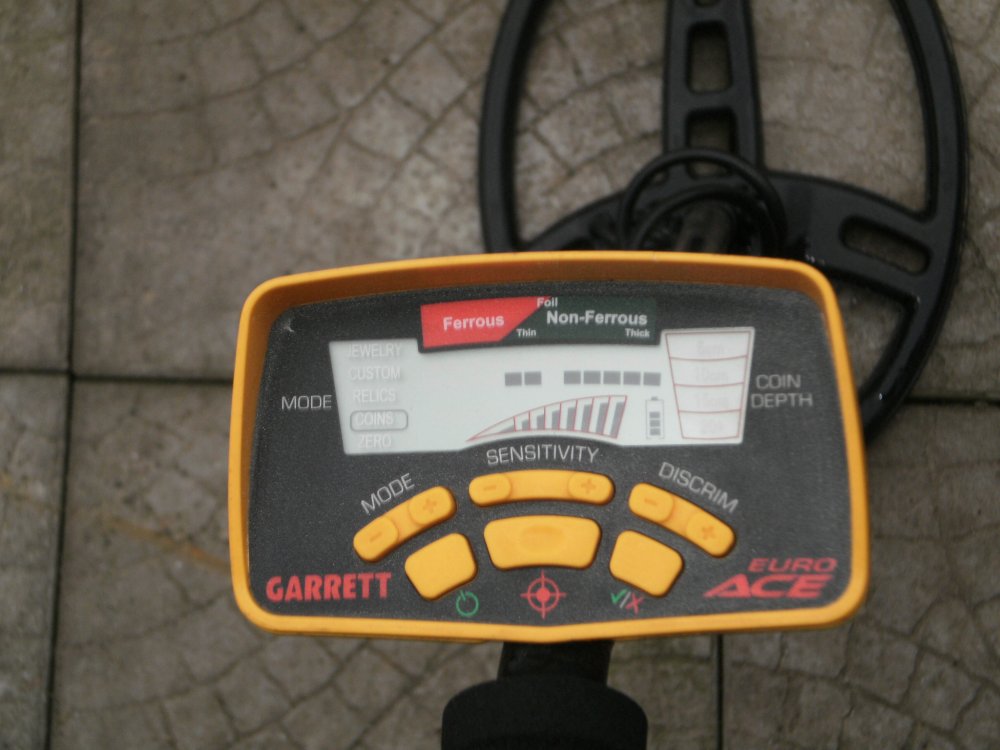 Foil
Ferrous Non-Ferrous
Thin Thick
JEWELRY
CUSTOM
RELICS
COINS
ZERO
MODE
COIN
DEPTH
SENSITIVITY
MODE
DISCRIM
- +
- +
- +
GARRETT
EURO
ACE